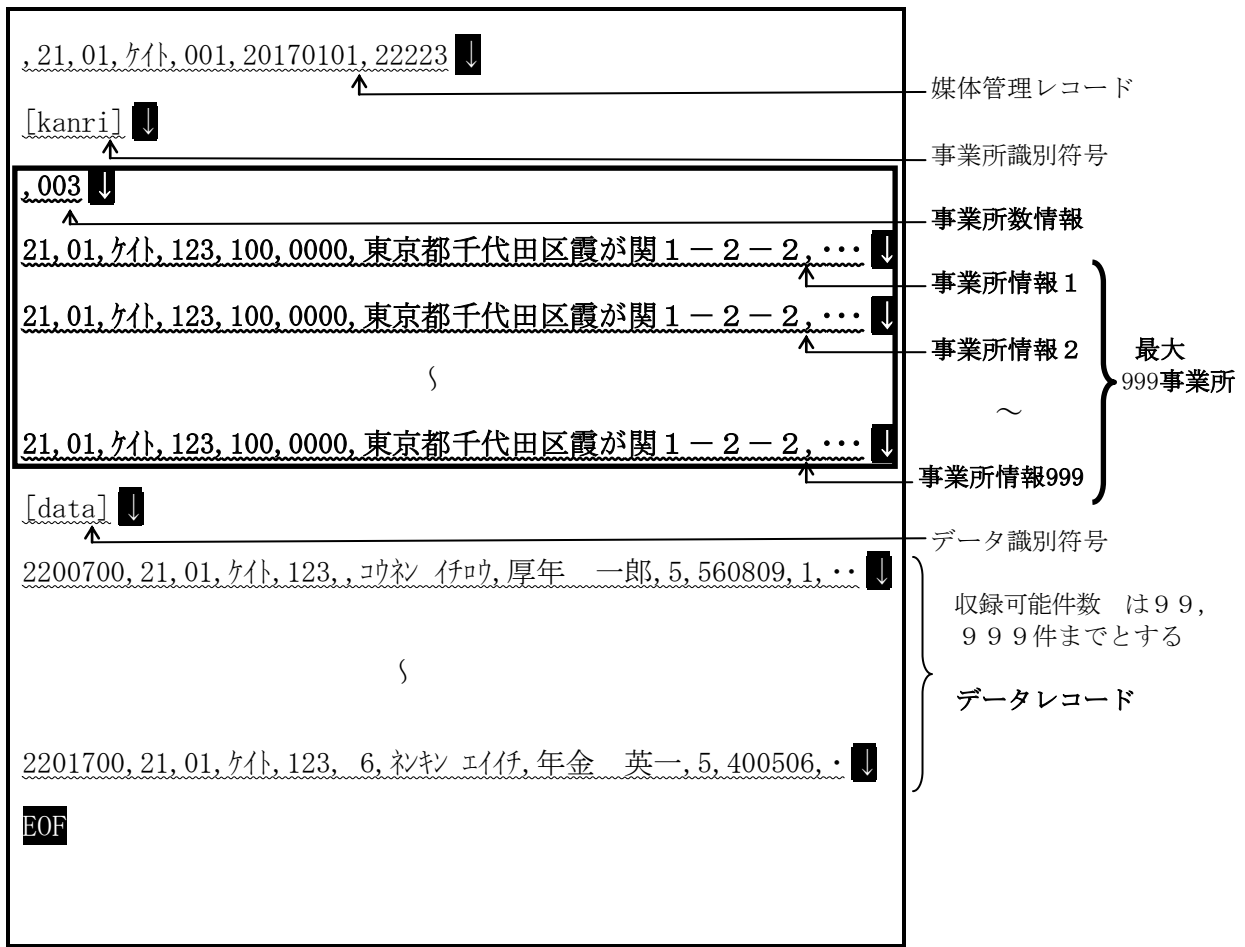 ,21,01,ｹｲﾄ,001,20170101,22223↓
媒体管理レコード
[kanri]↓
事業所識別符号
,003↓
事業所数情報
21,01,ｹｲﾄ,123,100,0000,東京都千代田区霞が関１－２－２,･･･↓
事業所情報１
21,01,ｹｲﾄ,123,100,0000,東京都千代田区霞が関１－２－２,･･･↓
事業所情報２
最大
999事業所
～
～
21,01,ｹｲﾄ,123,100,0000,東京都千代田区霞が関１－２－２,･･･↓
事業所情報999
[data]↓
データ識別符号
2200700,21,01,ｹｲﾄ,123,,ｺｳﾈﾝ ｲﾁﾛｳ,厚年　一郎,5,560809,1,･･↓
収録可能件数　は９９,
９９９件までとする
～
データレコード
2201700,21,01,ｹｲﾄ,123, 6,ﾈﾝｷﾝ ｴｲｲﾁ,年金　英一,5,400506,･↓
EOF